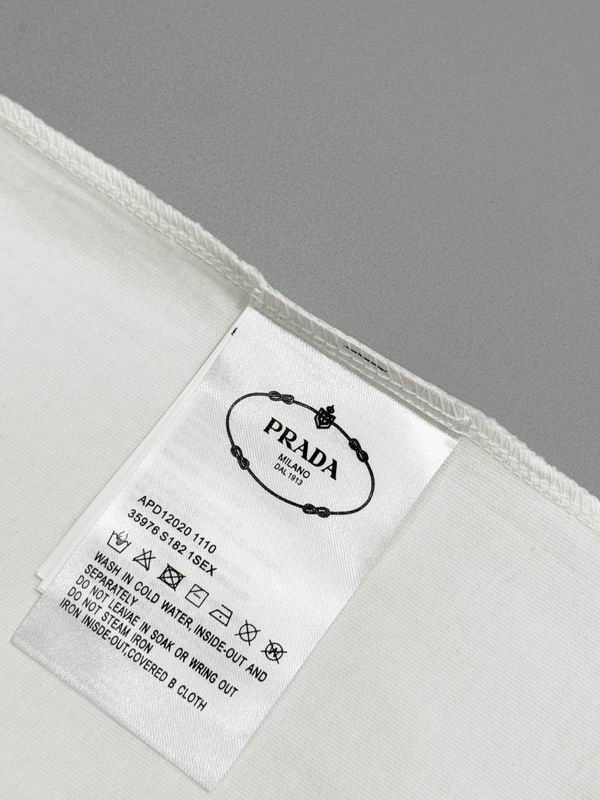 PRADA
MILANO
DAL 1913
APD12020 1110
35976 S182 1SEX
WASH IN COLD WATER, INSIDE-OUT AND
SEPARATELY
DO NOT LEAVAE IN SOAK OR WRING OUT
DO NOT STEAM IRON
IRON INISDE-OUT,COVERED B CLOTH